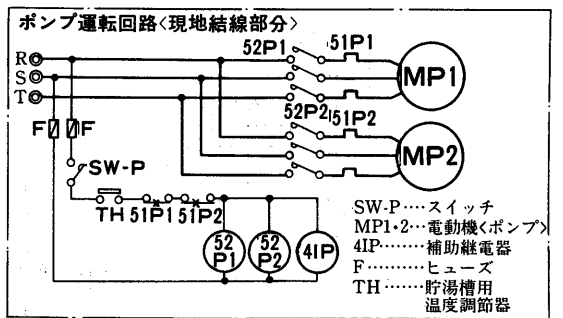 ポンプ運転回路〈現地結線部分〉
52P1 51P1
R
S
T
MP1
52P2 51P2
MP2
F F
SW-P
TH 51P1 51P2
52
P1
52
P2
4IP
SW-P‥‥スイッチ
MP1・2‥‥電動機〈ポンプ〉
4IP‥‥‥‥補助継電器
F‥‥‥‥‥ヒューズ
TH‥‥‥貯湯槽用
温度調節器